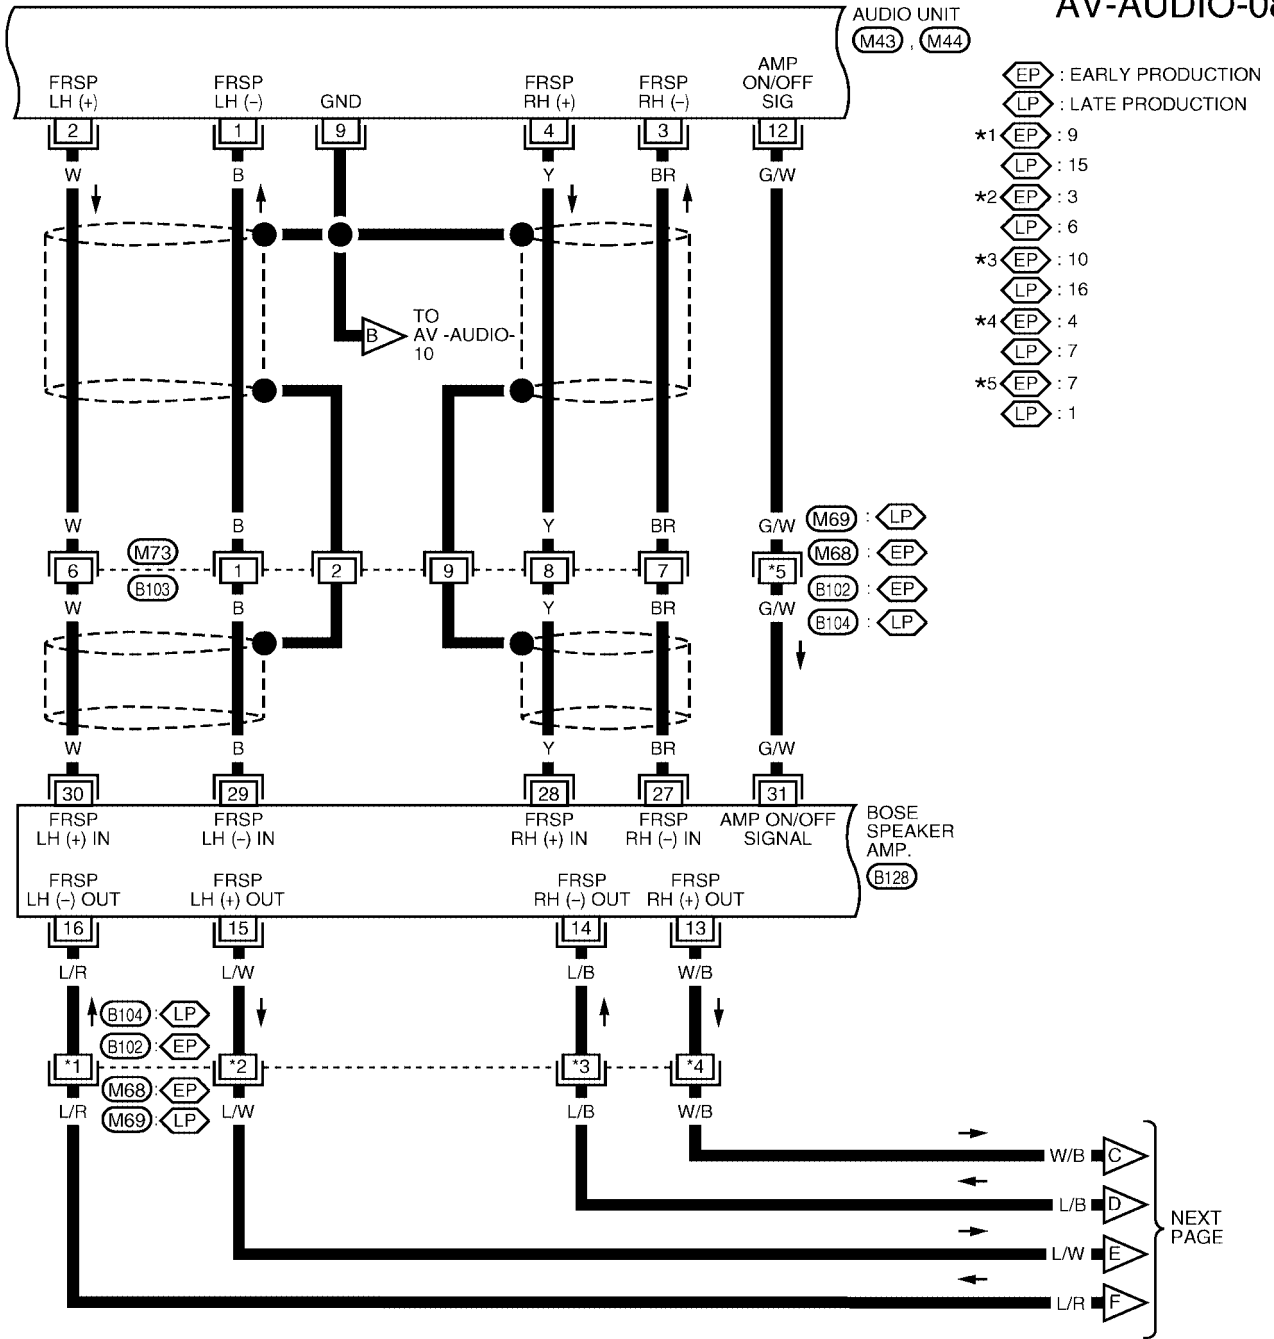 AV-AUDIO-08
AUDIO UNIT
M43 , M44
FRSP LH (+)
FRSP LH (–)
GND
FRSP RH (+)
FRSP RH (–)
AMP ON/OFF SIG
2 1 9 4 3 12
W B Y BR G/W
EP : EARLY PRODUCTION
LP : LATE PRODUCTION
*1 EP : 9
LP : 15
*2 EP : 3
LP : 6
*3 EP : 10
LP : 16
*4 EP : 4
LP : 7
*5 EP : 7
LP : 1
B
TO
AV -AUDIO-
10
W B Y BR G/W
M69 : LP
M68 : EP
B102 : EP
B104 : LP
M73
B103
6 1 2 9 8 7 *5
W B Y BR G/W
W B Y BR G/W
30 29 28 27 31
FRSP LH (+) IN
FRSP LH (–) IN
FRSP RH (+) IN
FRSP RH (–) IN
AMP ON/OFF SIGNAL
BOSE
SPEAKER
AMP.
B128
FRSP LH (–) OUT
FRSP LH (+) OUT
FRSP RH (–) OUT
FRSP RH (+) OUT
16 15 14 13
L/R L/W L/B W/B
B104 : LP
B102 : EP
*1 *2 *3 *4
M68 : EP
M69 : LP
L/R L/W L/B W/B
W/B C
L/B D
L/W E
L/R F
NEXT
PAGE